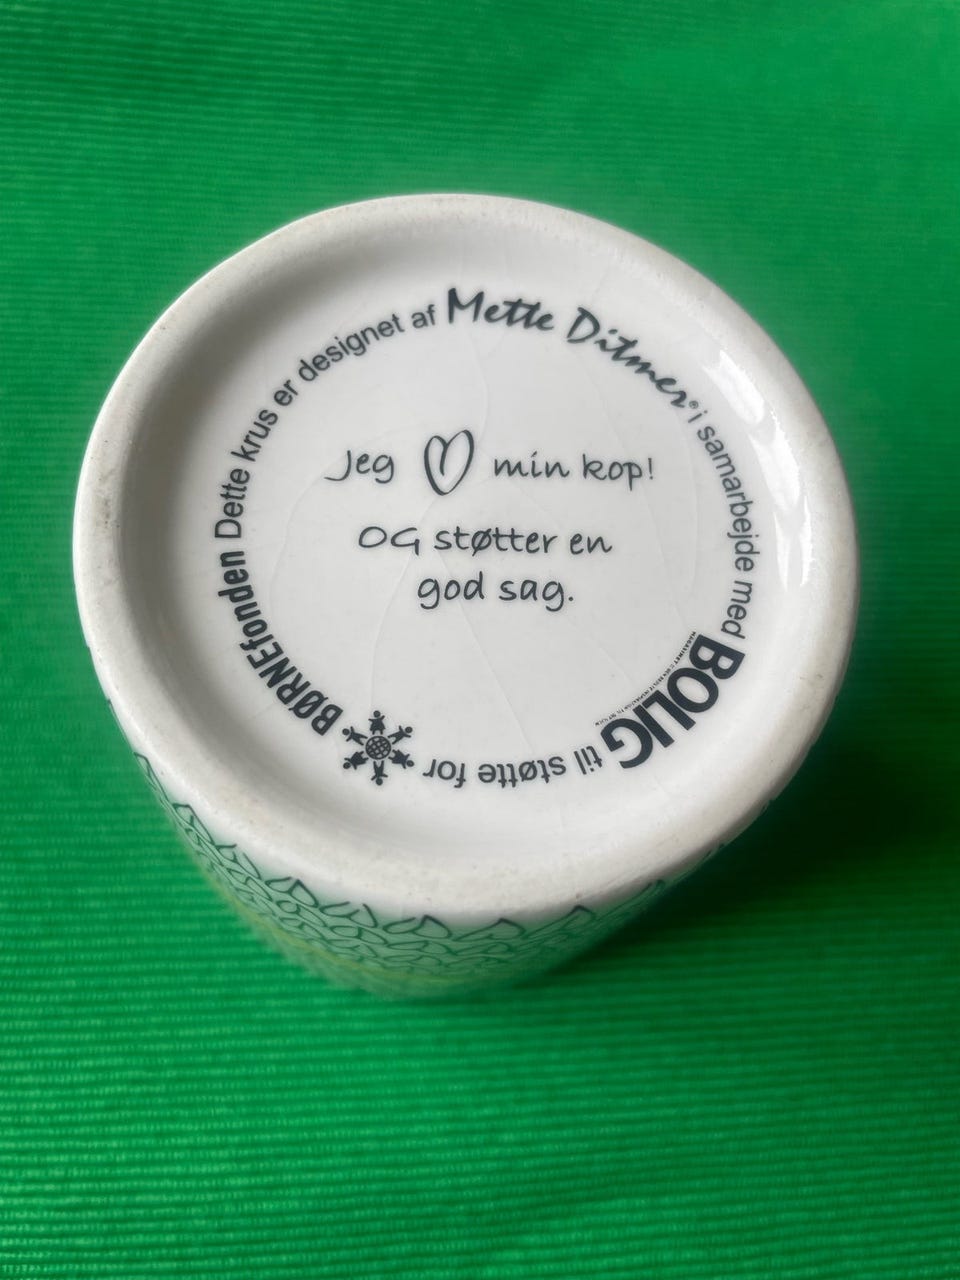 Dette krus er designet af Mette Ditmer® i samarbejde med BOLIG til støtte for BØRNEfonden
Jeg min kop!
OG støtter en
god sag.